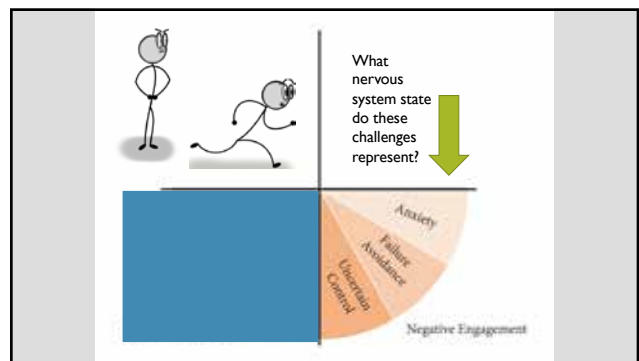 What
nervous
system state
do these
challenges
represent?
Anxiety
Failure
Avoidance
Uncertain
Control
Negative Engagement